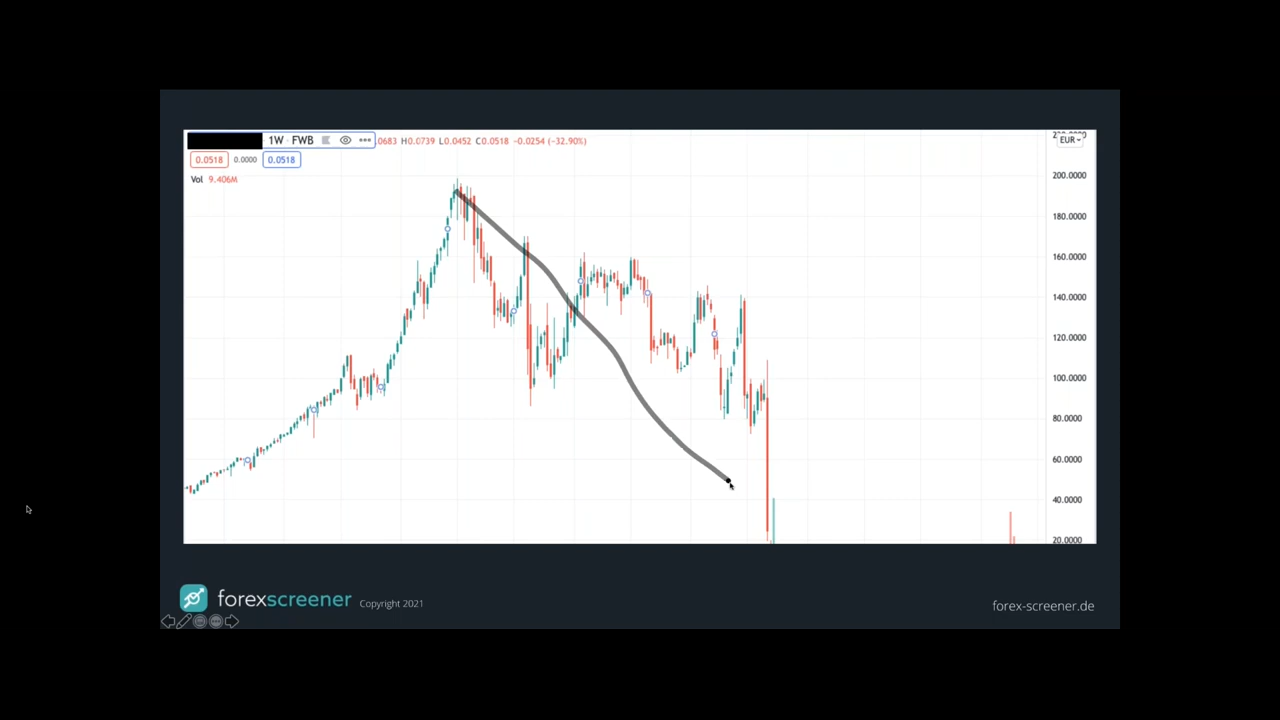 1W · FWB .0683 H0.0739 L0.0452 C0.0518 -0.0254 (-32.90%)
0.0518 0.0000 0.0518
Vol 9.406M
EUR
200.0000
180.0000
160.0000
140.0000
120.0000
100.0000
80.0000
60.0000
40.0000
20.0000
forexscreener Copyright 2021
forex-screener.de